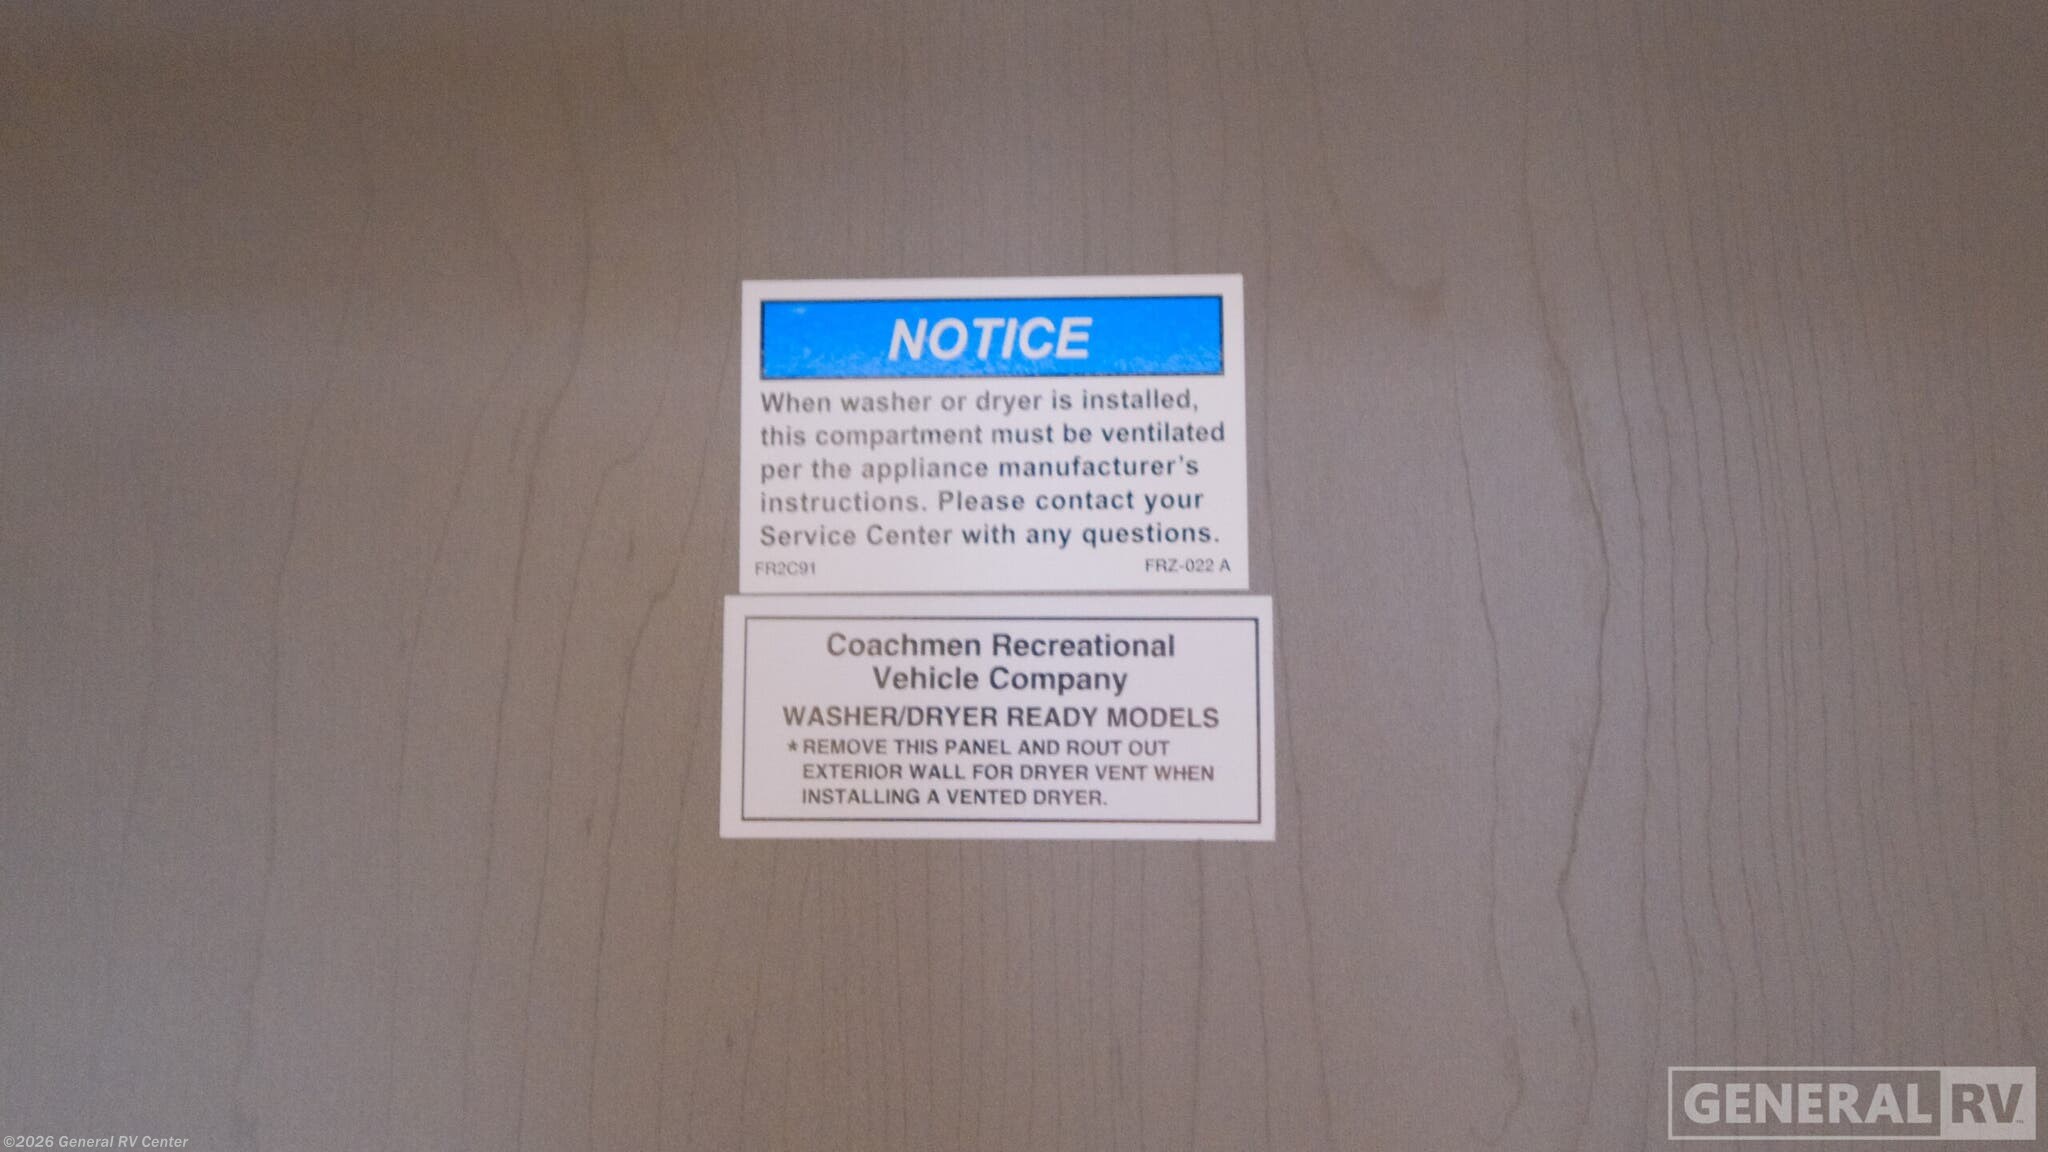 NOTICE
When washer or dryer is installed,
this compartment must be ventilated
per the appliance manufacturer's
instructions. Please contact your
Service Center with any questions.
FR2C91 FRZ-022 A
Coachmen Recreational
Vehicle Company
WASHER/DRYER READY MODELS
* REMOVE THIS PANEL AND ROUT OUT
EXTERIOR WALL FOR DRYER VENT WHEN
INSTALLING A VENTED DRYER.
GENERAL RV
©2026 General RV Center